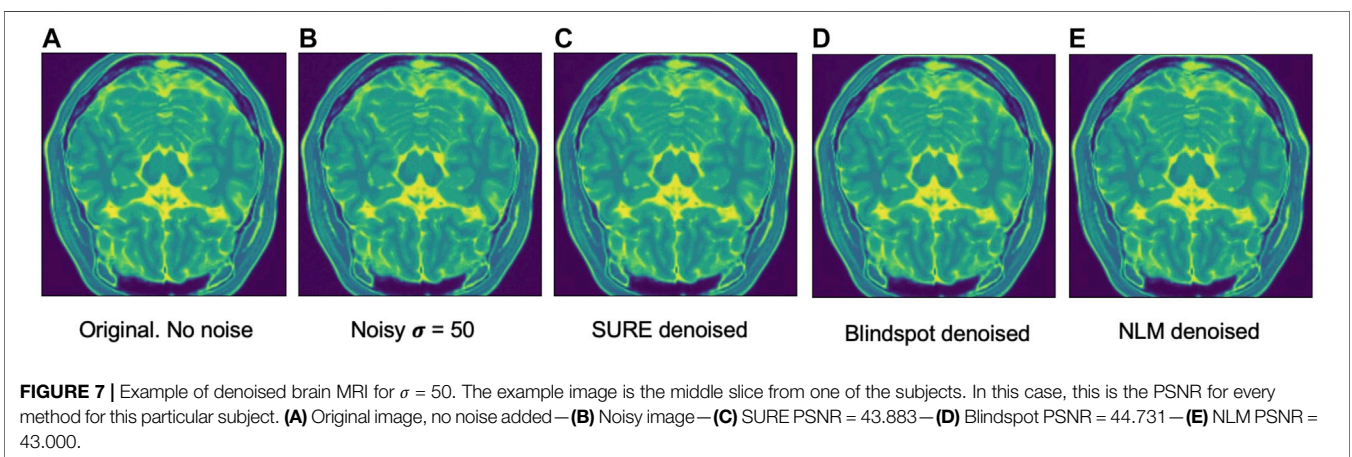 A B C D E
Original. No noise Noisy σ = 50 SURE denoised Blindspot denoised NLM denoised
FIGURE 7 | Example of denoised brain MRI for σ = 50. The example image is the middle slice from one of the subjects. In this case, this is the PSNR for every
method for this particular subject. (A) Original image, no noise added—(B) Noisy image—(C) SURE PSNR = 43.883—(D) Blindspot PSNR = 44.731—(E) NLM PSNR =
43.000.